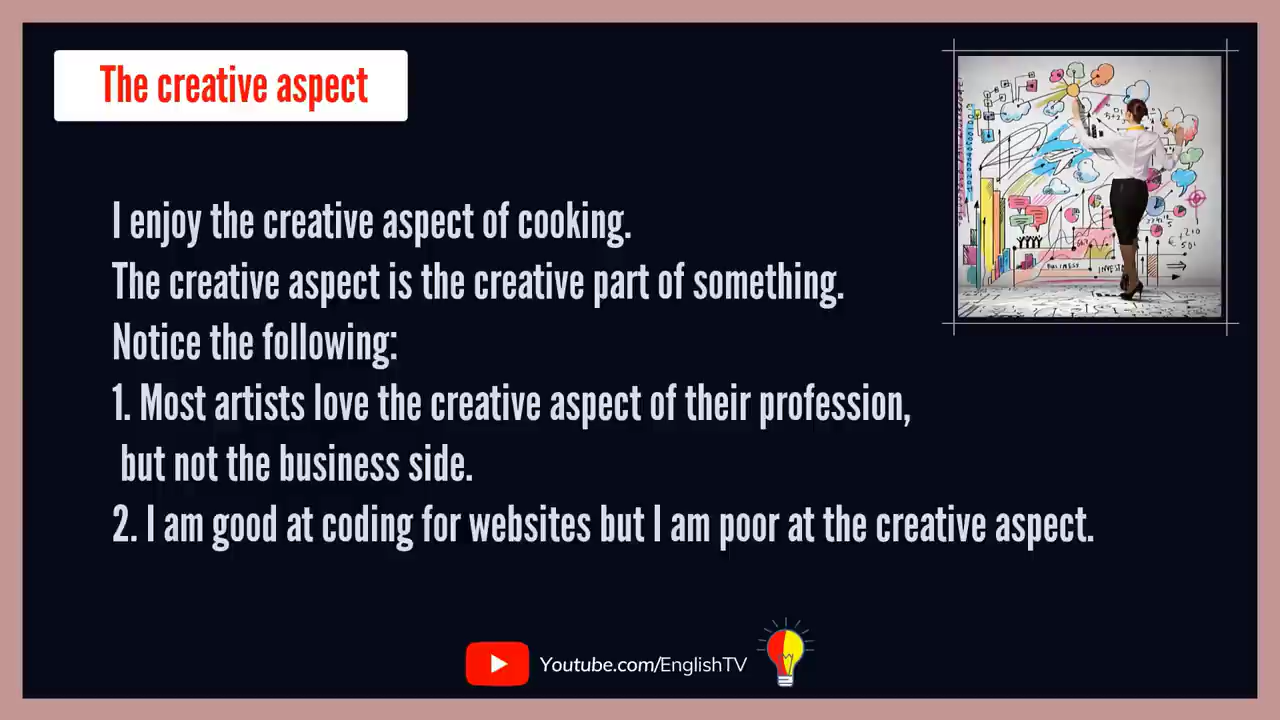 The creative aspect
I enjoy the creative aspect of cooking.
The creative aspect is the creative part of something.
Notice the following:
1. Most artists love the creative aspect of their profession,
but not the business side.
2. I am good at coding for websites but I am poor at the creative aspect.
BUSINESS
Youtube.com/EnglishTV